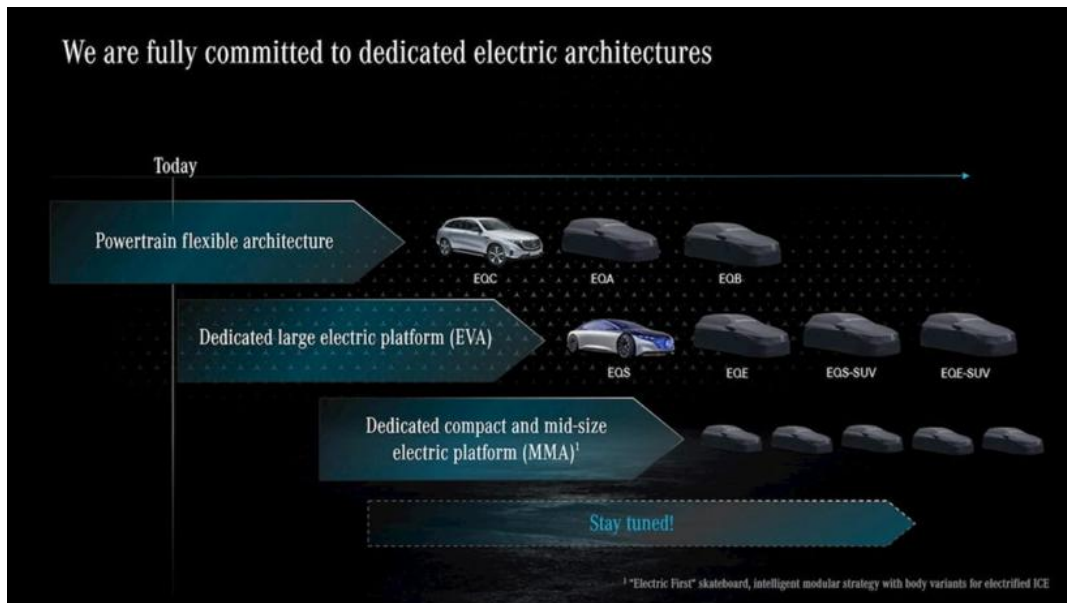 We are fully committed to dedicated electric architectures
Today
Powertrain flexible architecture
EQC
EQA
EQB
Dedicated large electric platform (EVA)
EQS
EQE
EQS-SUV
EQE-SUV
Dedicated compact and mid-size
electric platform (MMA)¹
Stay tuned!
¹ "Electric First" skateboard, intelligent modular strategy with body variants for electrified ICE